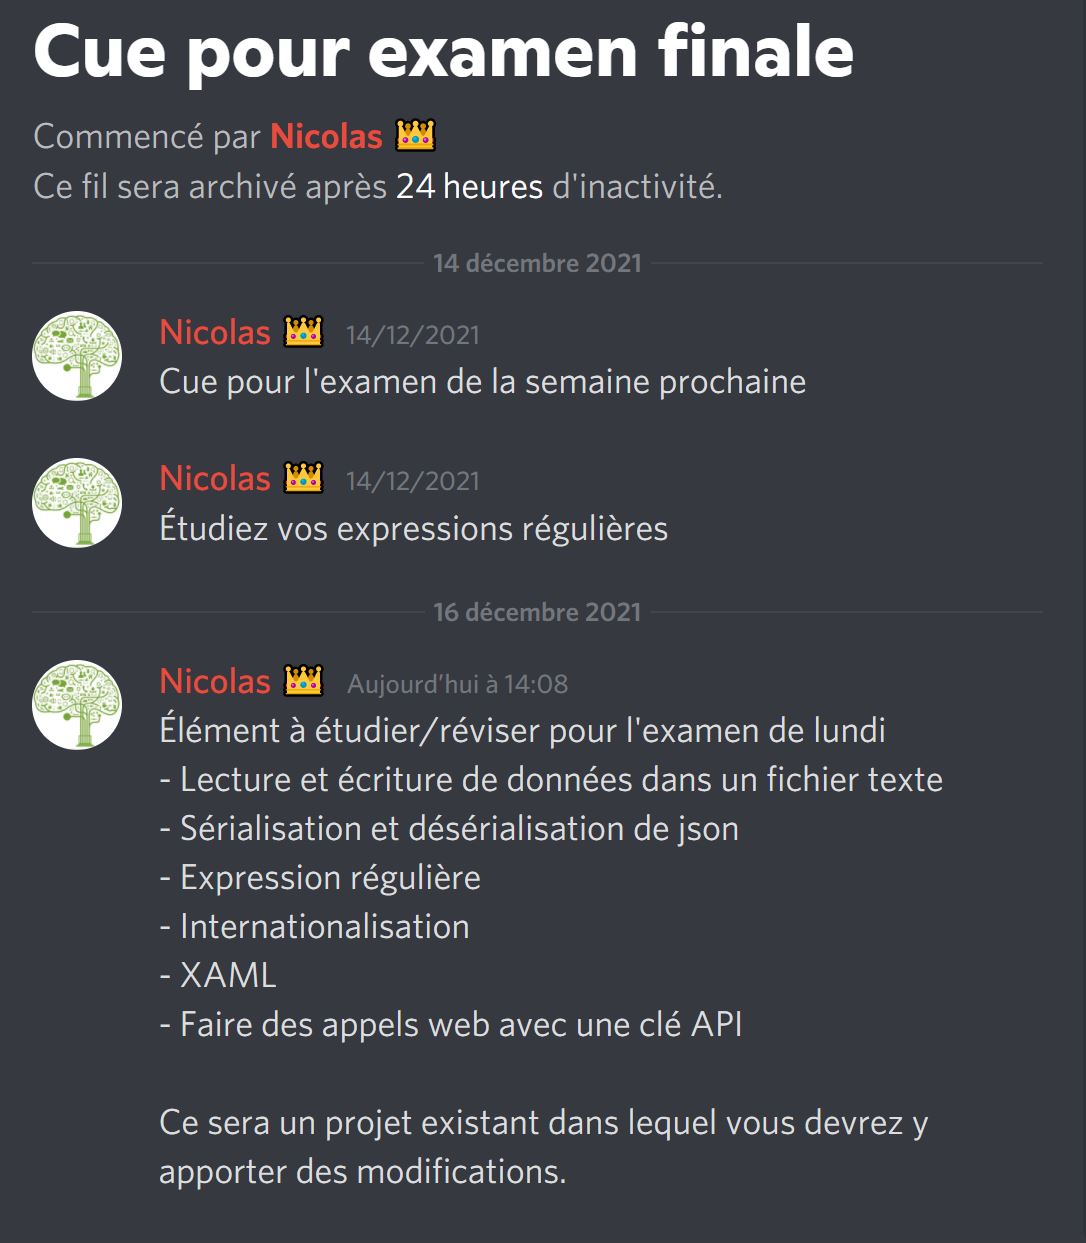 Cue pour examen finale
Commencé par Nicolas 👑
Ce fil sera archivé après 24 heures d'inactivité.
14 décembre 2021
Nicolas 👑 14/12/2021
Cue pour l'examen de la semaine prochaine
Nicolas 👑 14/12/2021
Étudiez vos expressions régulières
16 décembre 2021
Nicolas 👑 Aujourd’hui à 14:08
Élément à étudier/réviser pour l'examen de lundi
- Lecture et écriture de données dans un fichier texte
- Sérialisation et désérialisation de json
- Expression régulière
- Internationalisation
- XAML
- Faire des appels web avec une clé API
Ce sera un projet existant dans lequel vous devrez y
apporter des modifications.